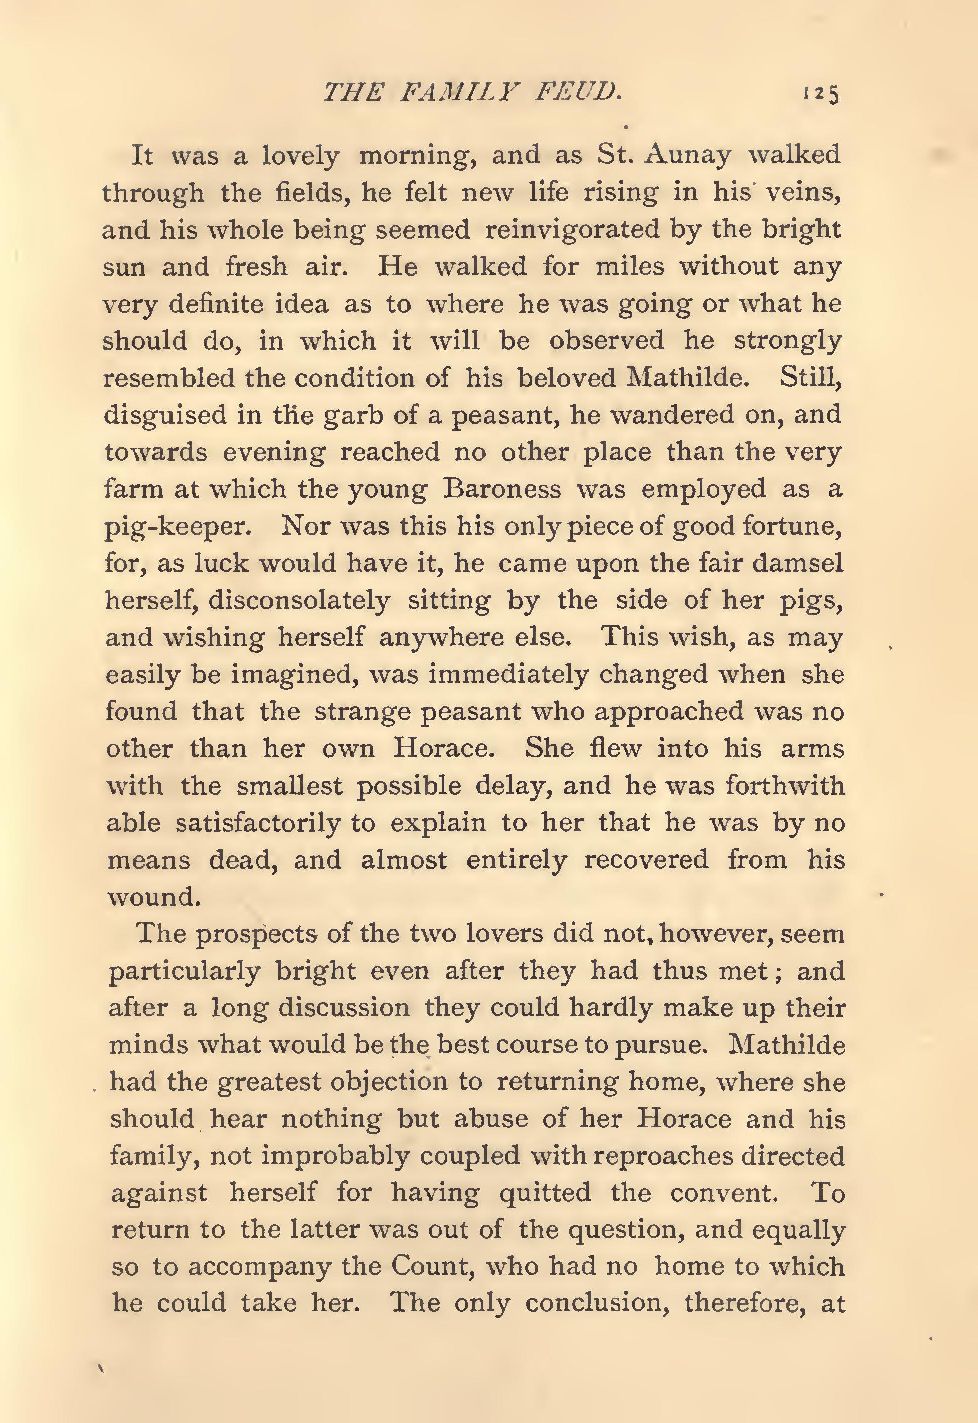 THE FAMILY FEUD. 125
It was a lovely morning, and as St. Aunay walked
through the fields, he felt new life rising in his veins,
and his whole being seemed reinvigorated by the bright
sun and fresh air. He walked for miles without any
very definite idea as to where he was going or what he
should do, in which it will be observed he strongly
resembled the condition of his beloved Mathilde. Still,
disguised in the garb of a peasant, he wandered on, and
towards evening reached no other place than the very
farm at which the young Baroness was employed as a
pig-keeper. Nor was this his only piece of good fortune,
for, as luck would have it, he came upon the fair damsel
herself, disconsolately sitting by the side of her pigs,
and wishing herself anywhere else. This wish, as may
easily be imagined, was immediately changed when she
found that the strange peasant who approached was no
other than her own Horace. She flew into his arms
with the smallest possible delay, and he was forthwith
able satisfactorily to explain to her that he was by no
means dead, and almost entirely recovered from his
wound.
The prospects of the two lovers did not, however, seem
particularly bright even after they had thus met; and
after a long discussion they could hardly make up their
minds what would be the best course to pursue. Mathilde
had the greatest objection to returning home, where she
should hear nothing but abuse of her Horace and his
family, not improbably coupled with reproaches directed
against herself for having quitted the convent. To
return to the latter was out of the question, and equally
so to accompany the Count, who had no home to which
he could take her. The only conclusion, therefore, at